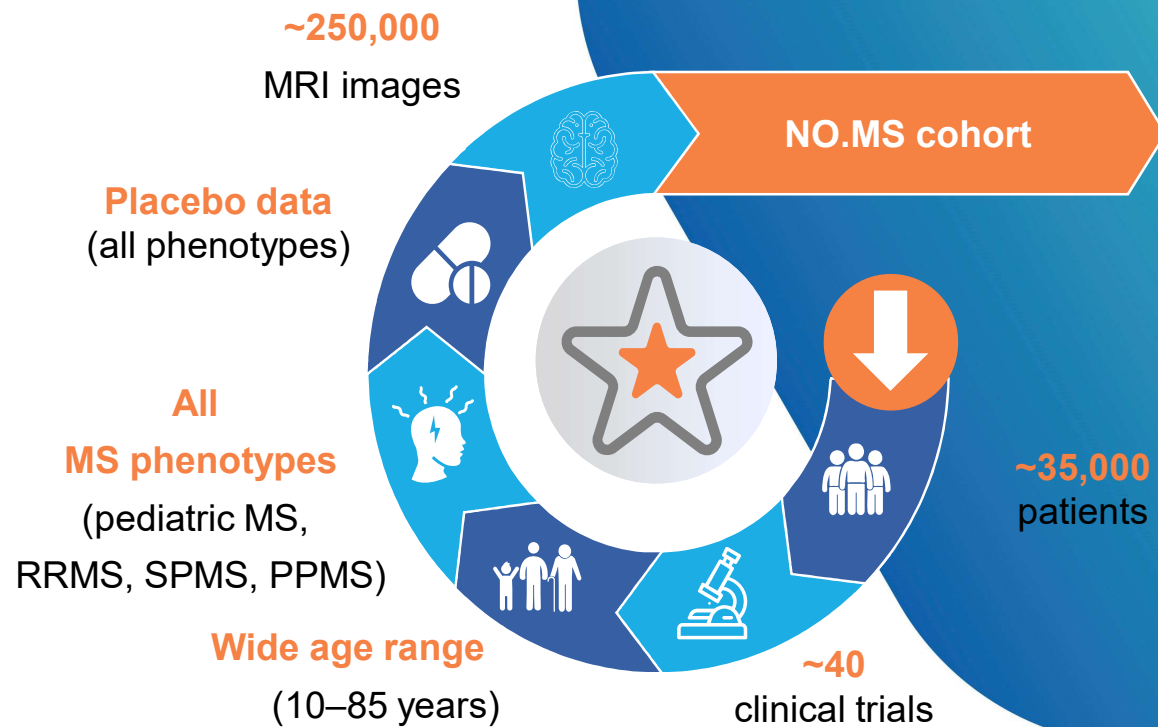 ~250,000
MRI images
NO.MS cohort
Placebo data
(all phenotypes)
All
MS phenotypes
(pediatric MS,
RRMS, SPMS, PPMS)
~35,000
patients
Wide age range
(10–85 years)
~40
clinical trials